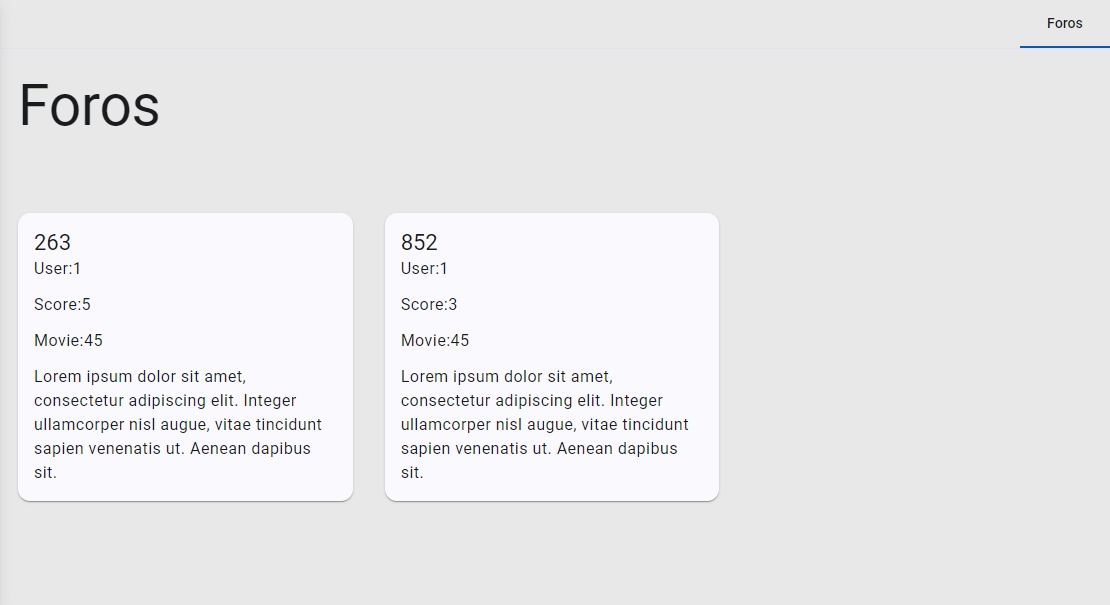 Foros
Foros
263
User:1
Score:5
Movie:45
Lorem ipsum dolor sit amet,
consectetur adipiscing elit. Integer
ullamcorper nisl augue, vitae tincidunt
sapien venenatis ut. Aenean dapibus
sit.
852
User:1
Score:3
Movie:45
Lorem ipsum dolor sit amet,
consectetur adipiscing elit. Integer
ullamcorper nisl augue, vitae tincidunt
sapien venenatis ut. Aenean dapibus
sit.